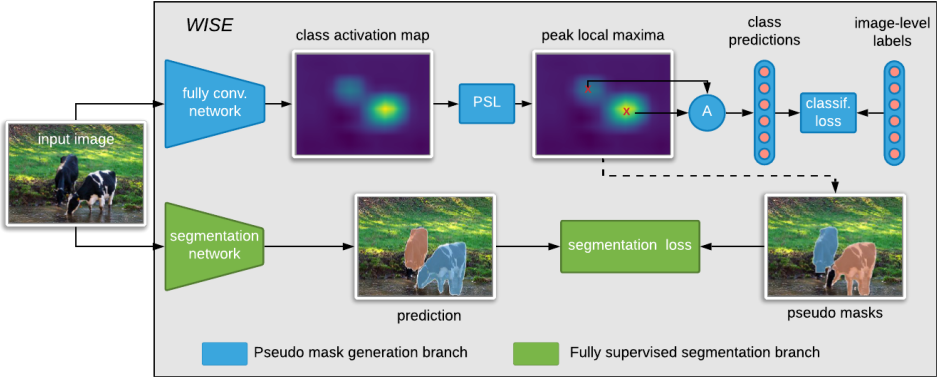 WISE
class activation map
peak local maxima
class
predictions
image-level
labels
fully conv.
network
PSL
x
x
A
classif.
loss
input image
segmentation
network
segmentation loss
prediction
pseudo masks
Pseudo mask generation branch
Fully supervised segmentation branch